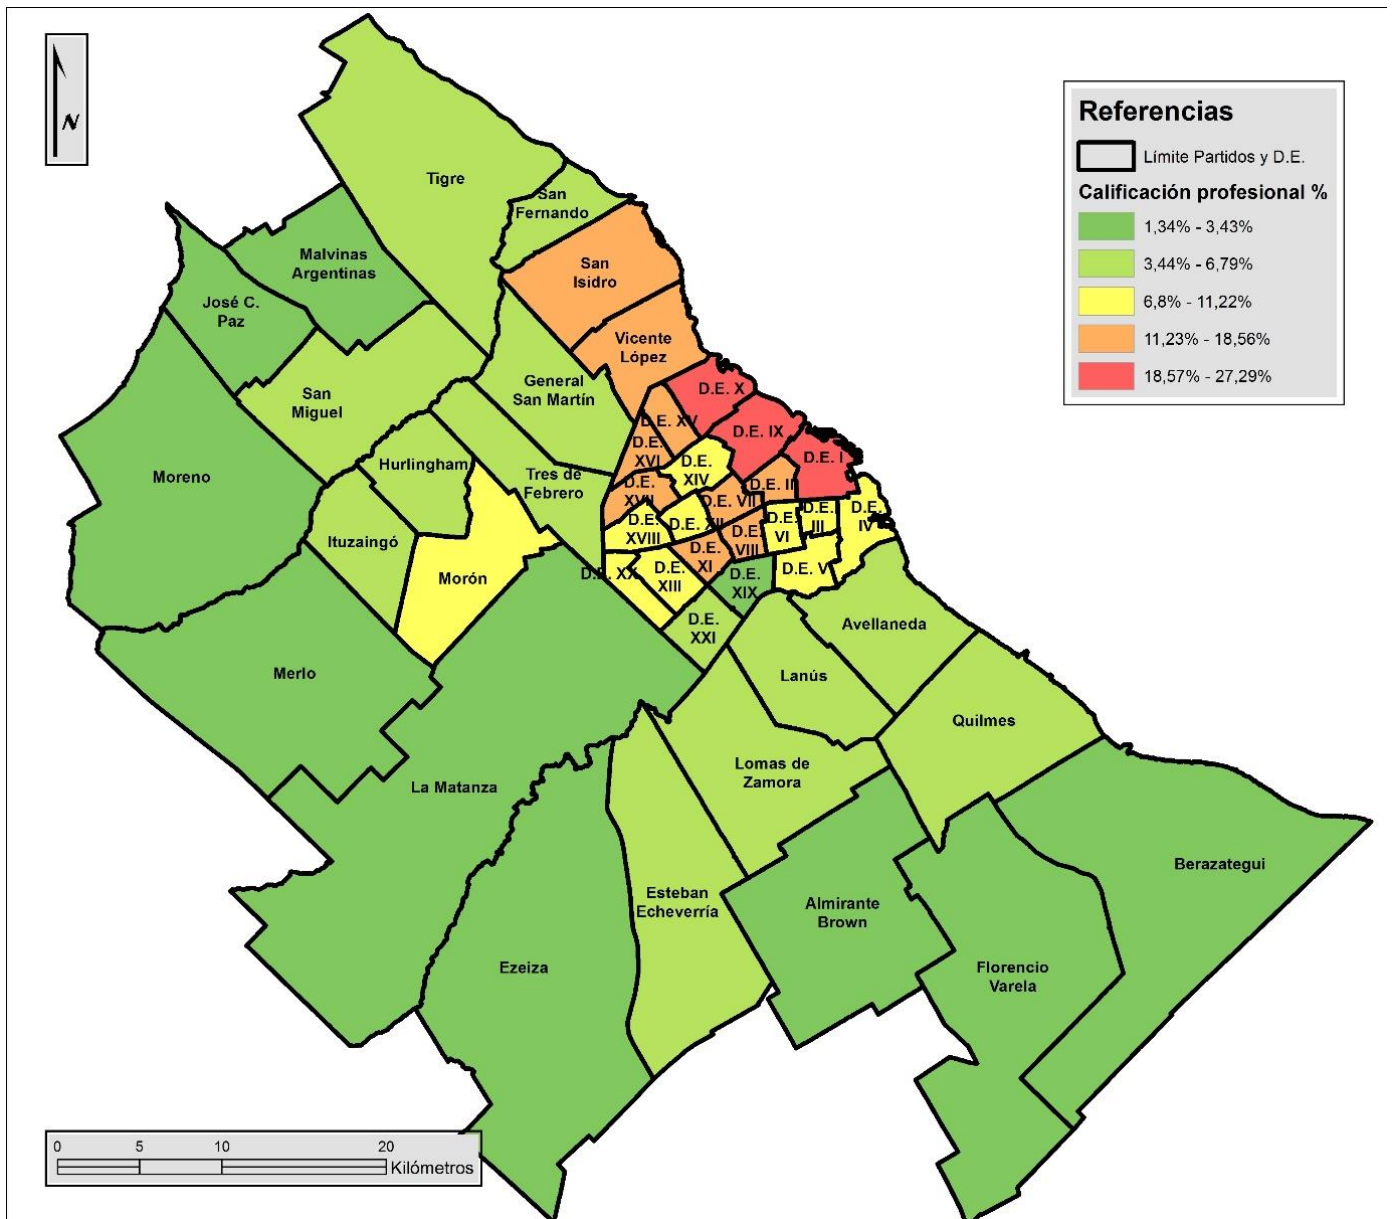 N
Referencias
Límite Partidos y D.E.
Calificación profesional %
1,34% - 3,43%
3,44% - 6,79%
6,8% - 11,22%
11,23% - 18,56%
18,57% - 27,29%
Tigre
San
Fernando
Malvinas
Argentinas
San
Isidro
José C.
Paz
Vicente
López
General
San Martín
San
Miguel
D.E. X
D.E. XV
D.E. IX
D.E.
XVI
D.E. I
Hurlingham
Moreno
Tres de
Febrero
D.E.
XIV
D.E. II
D.E.
XVII
D.E. VII
D.E.
IV
D.E.
III
D.E.
XVIII
D.E. XII
D.E.
VI
D.E.
VIII
Ituzaingó
Morón
D.E. XX
D.E.
XIII
D.E.
XI
D.E. V
D.E.
XIX
D.E.
XXI
Avellaneda
Merlo
Lanús
Quilmes
Lomas de
Zamora
La Matanza
Berazategui
Esteban
Echeverría
Almirante
Brown
Ezeiza
Florencio
Varela
0 5 10 20
Kilómetros